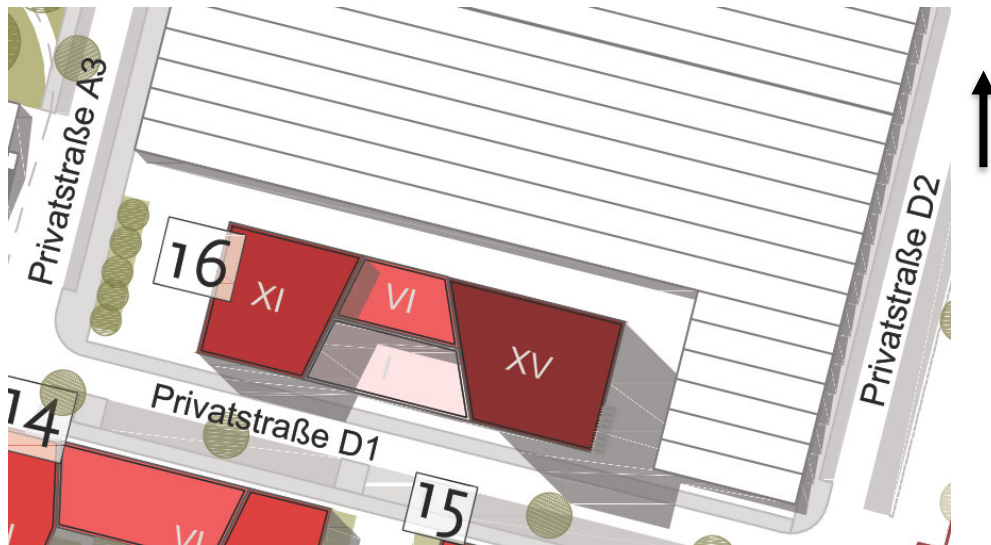 Privatstraße A3
16
XI
VI
I
XV
Privatstraße D2
14
Privatstraße D1
15
VI